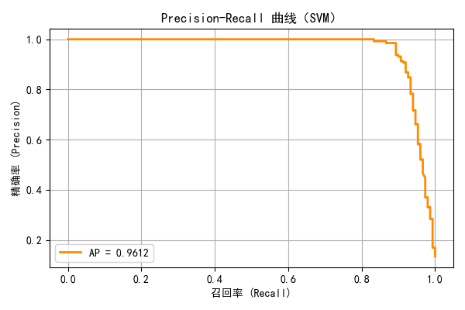 Precision-Recall 曲线（SVM）
精确率 (Precision)
1.0
0.8
0.6
0.4
0.2
AP = 0.9612
0.0 0.2 0.4 0.6 0.8 1.0
召回率 (Recall)